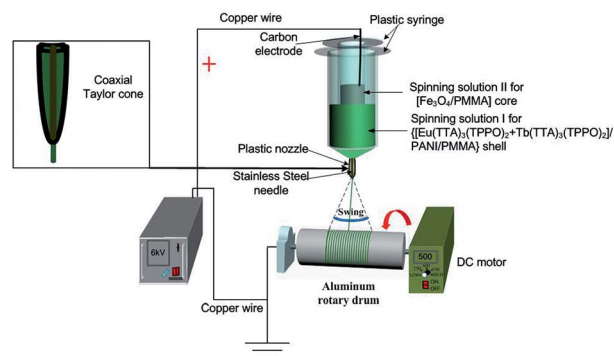 Copper wire
Plastic syringe
Carbon
electrode
Coaxial
Taylor cone
+
Spinning solution II for
[Fe₃O₄/PMMA] core
Spinning solution I for
{[Eu(TTA)₃(TPPO)₂+Tb(TTA)₃(TPPO)₂]/
PANI/PMMA} shell
Plastic nozzle
Stainless Steel
needle
Swing
6kV
500
ON
OFF
DC motor
Aluminum
rotary drum
Copper wire